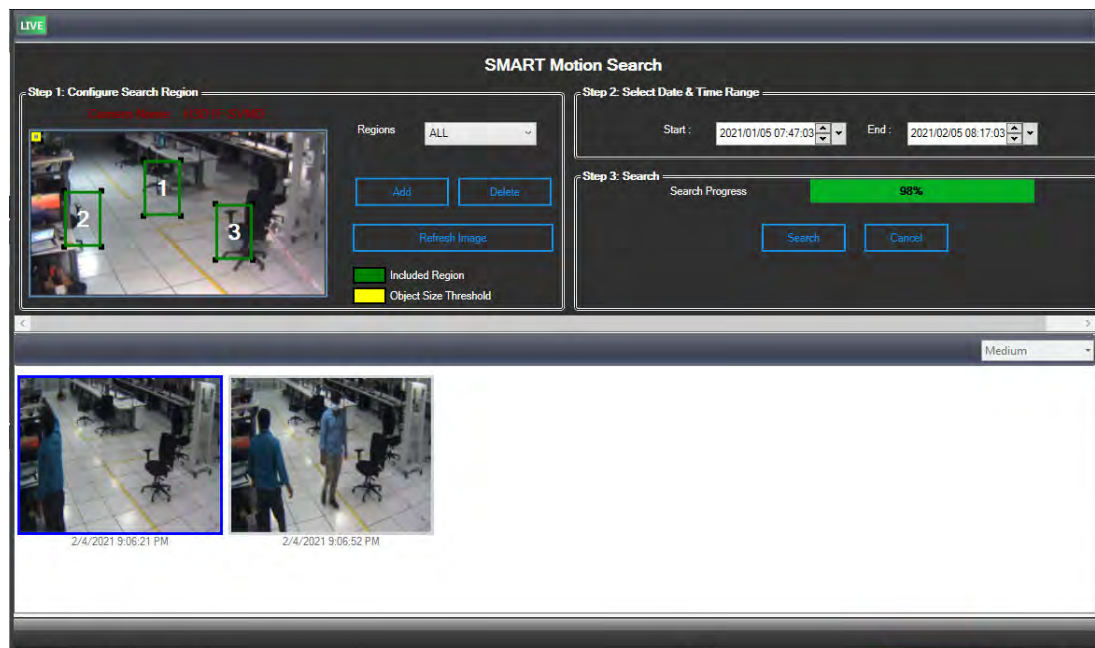 LIVE
SMART Motion Search
Step 1: Configure Search Region
Regions
ALL
Add
Delete
Refresh Image
Included Region
Object Size Threshold
1
2
3
Step 2: Select Date & Time Range
Start :
2021/01/05 07:47:03
End :
2021/02/05 08:17:03
Step 3: Search
Search Progress
98%
Search
Cancel
Medium
2/4/2021 9:06:21 PM
2/4/2021 9:06:52 PM